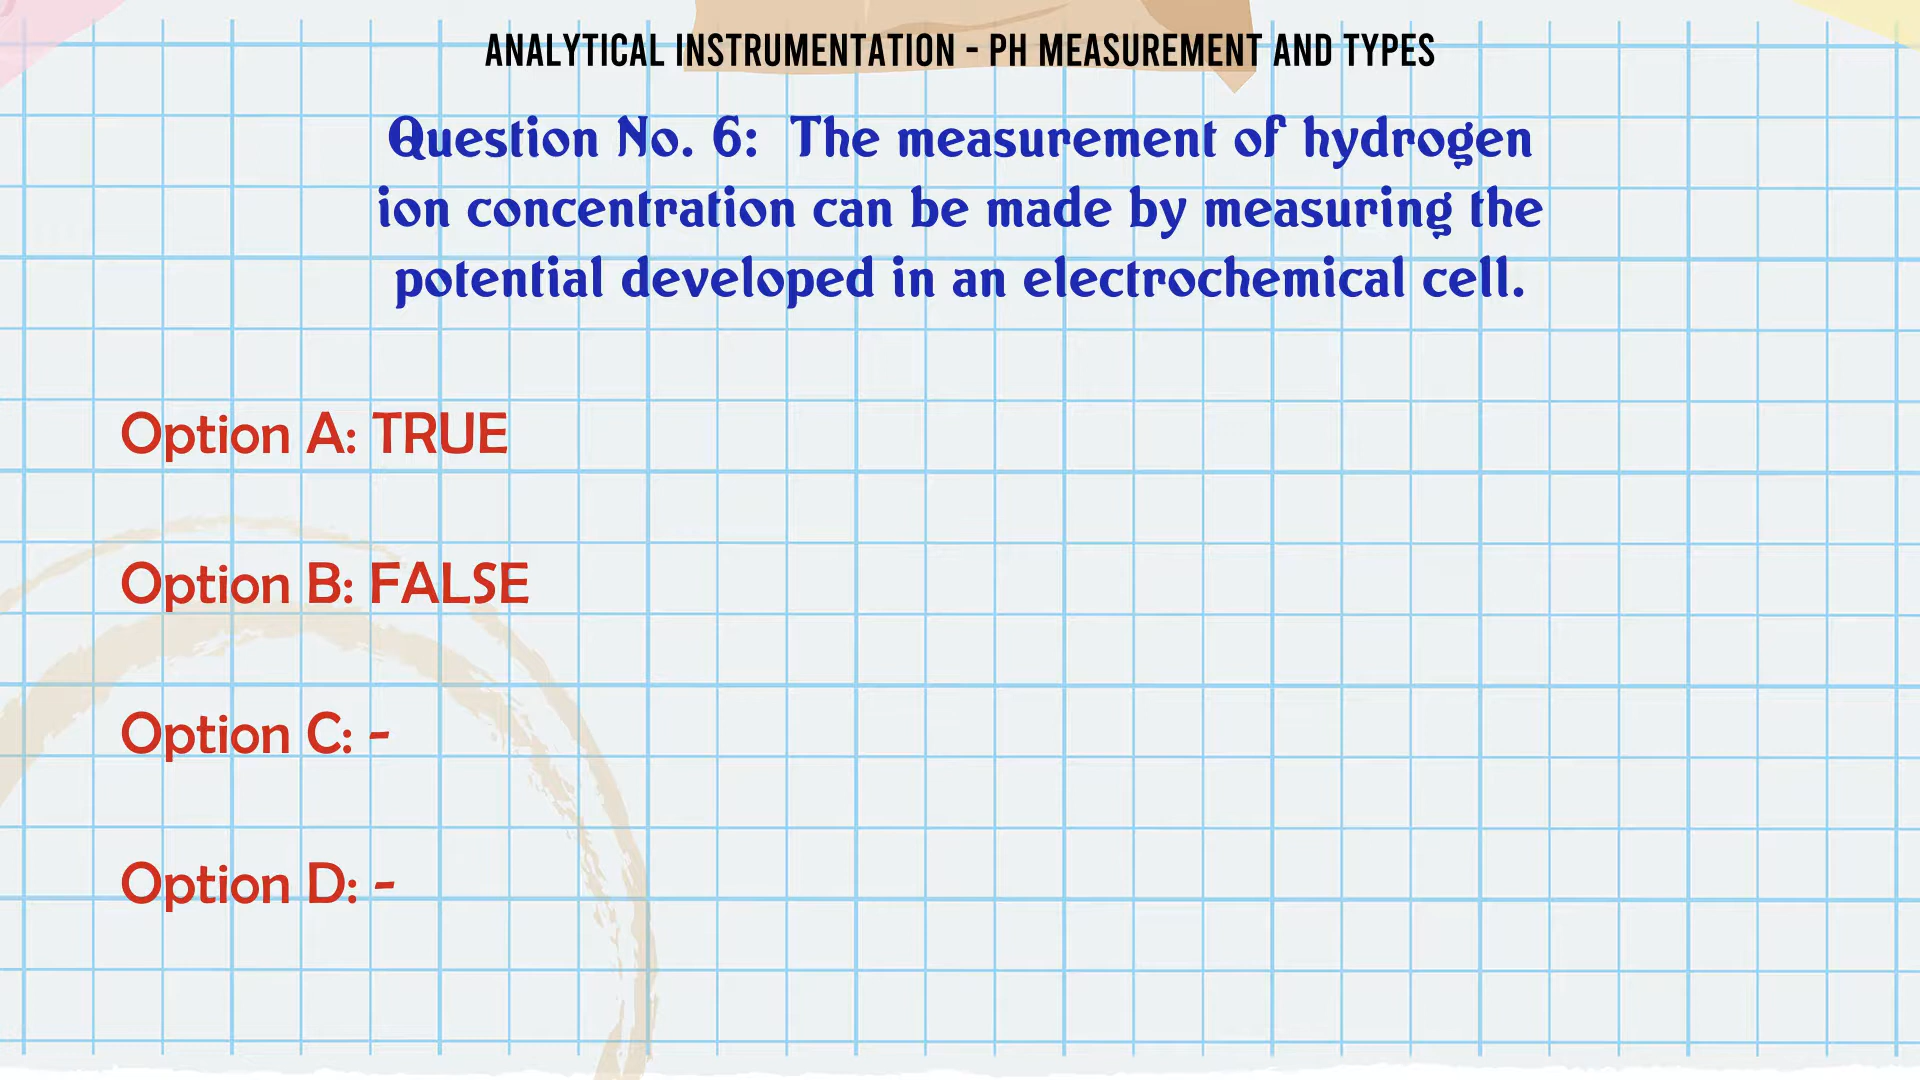 ANALYTICAL INSTRUMENTATION - PH MEASUREMENT AND TYPES
Question No. 6: The measurement of hydrogen
ion concentration can be made by measuring the
potential developed in an electrochemical cell.
Option A: TRUE
Option B: FALSE
Option C: -
Option D: -